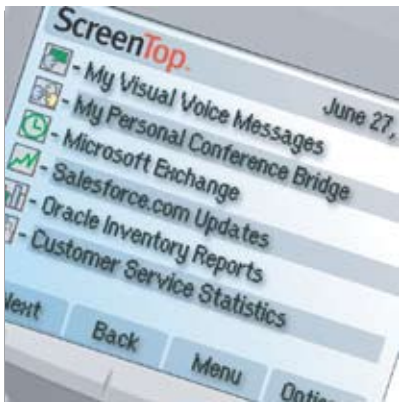 ScreenTop.
June 27,
- My Visual Voice Messages
- My Personal Conference Bridge
- Microsoft Exchange
- Salesforce.com Updates
- Oracle Inventory Reports
- Customer Service Statistics
Back Menu